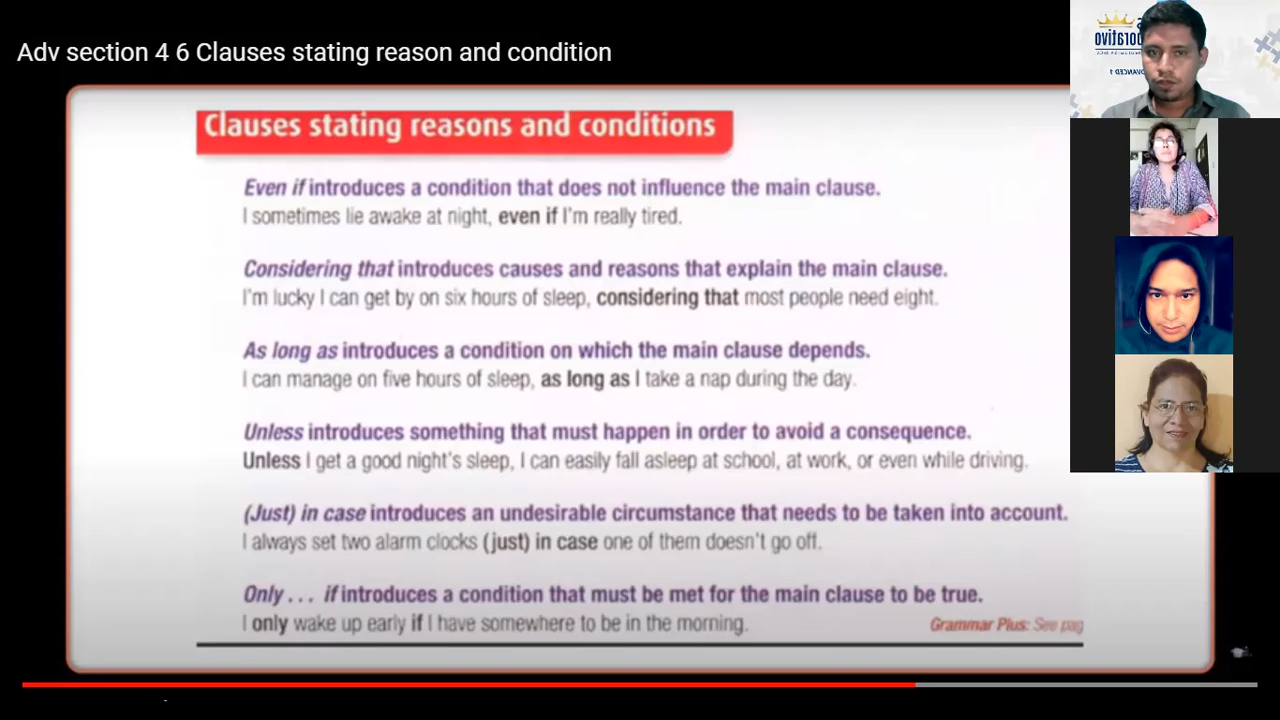 Adv section 4 6 Clauses stating reason and condition
Clauses stating reasons and conditions
Even if introduces a condition that does not influence the main clause.
I sometimes lie awake at night, even if I'm really tired.
Considering that introduces causes and reasons that explain the main clause.
I'm lucky I can get by on six hours of sleep, considering that most people need eight.
As long as introduces a condition on which the main clause depends.
I can manage on five hours of sleep, as long as I take a nap during the day.
Unless introduces something that must happen in order to avoid a consequence.
Unless I get a good night's sleep, I can easily fall asleep at school, at work, or even while driving.
(Just) in case introduces an undesirable circumstance that needs to be taken into account.
I always set two alarm clocks (just) in case one of them doesn't go off.
Only . . . if introduces a condition that must be met for the main clause to be true.
I only wake up early if I have somewhere to be in the morning.
Grammar Plus: See pag